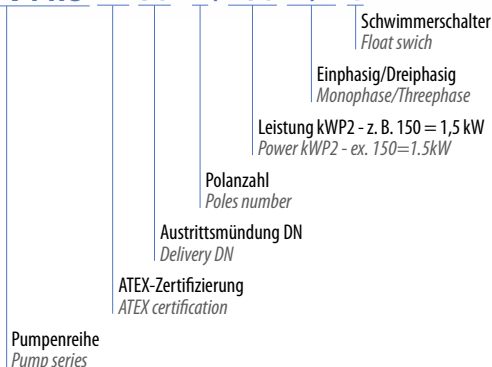 Schwimmerschalter
Float swich
Einphasig/Dreiphasig
Monophase/Threephase
Leistung kWP2 - z. B. 150 = 1,5 kW
Power kWP2 - ex. 150=1.5kW
Polanzahl
Poles number
Austrittsmündung DN
Delivery DN
ATEX-Zertifizierung
ATEX certification
Pumpenreihe
Pump series